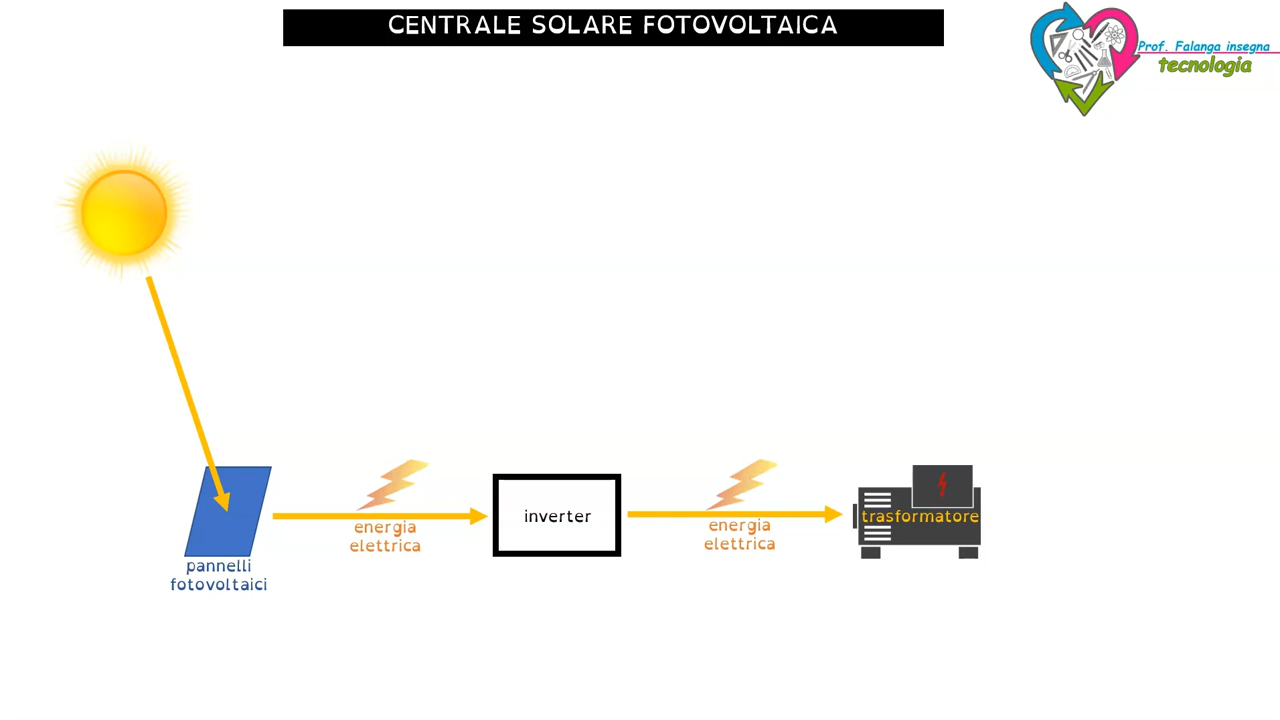 CENTRALE SOLARE FOTOVOLTAICA
Prof. Falanga insegna
tecnologia
energia
elettrica
inverter
energia
elettrica
trasformatore
pannelli
fotovoltaici